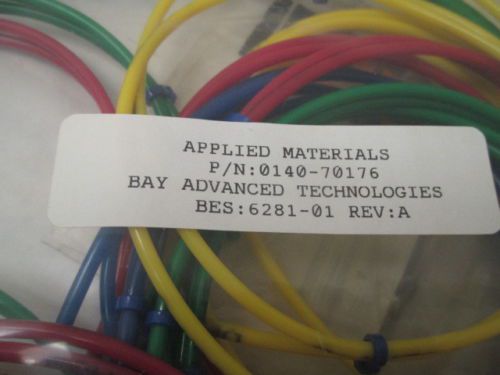 APPLIED MATERIALS
P/N:0140-70176
BAY ADVANCED TECHNOLOGIES
BES:6281-01 REV:A